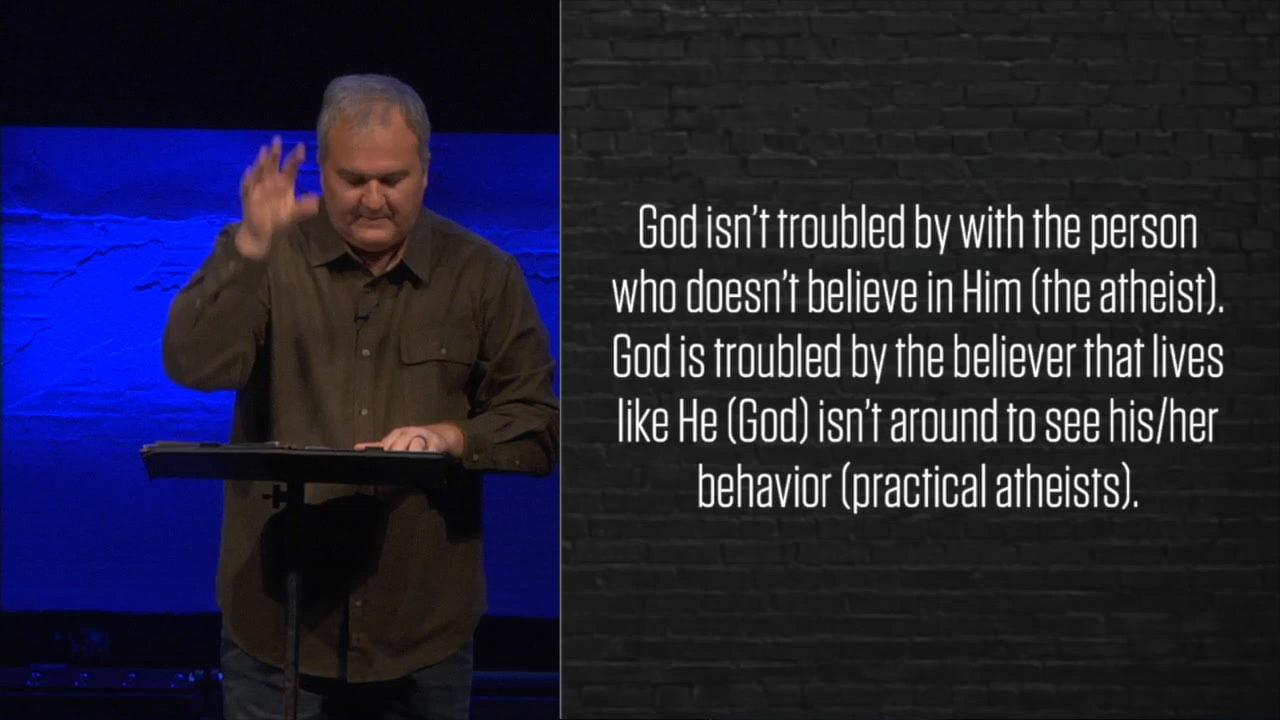 God isn't troubled by with the person
who doesn't believe in Him (the atheist).
God is troubled by the believer that lives
like He (God) isn't around to see his/her
behavior (practical atheists).